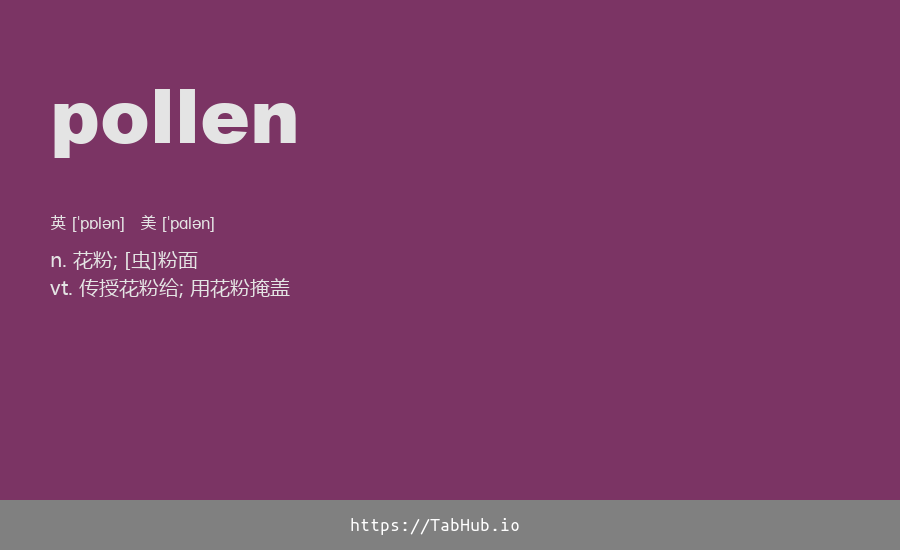 pollen
英 [ˈpɒlən] 美 [ˈpɑlən]
n. 花粉; [虫]粉面
vt. 传授花粉给; 用花粉掩盖
https://TabHub.io